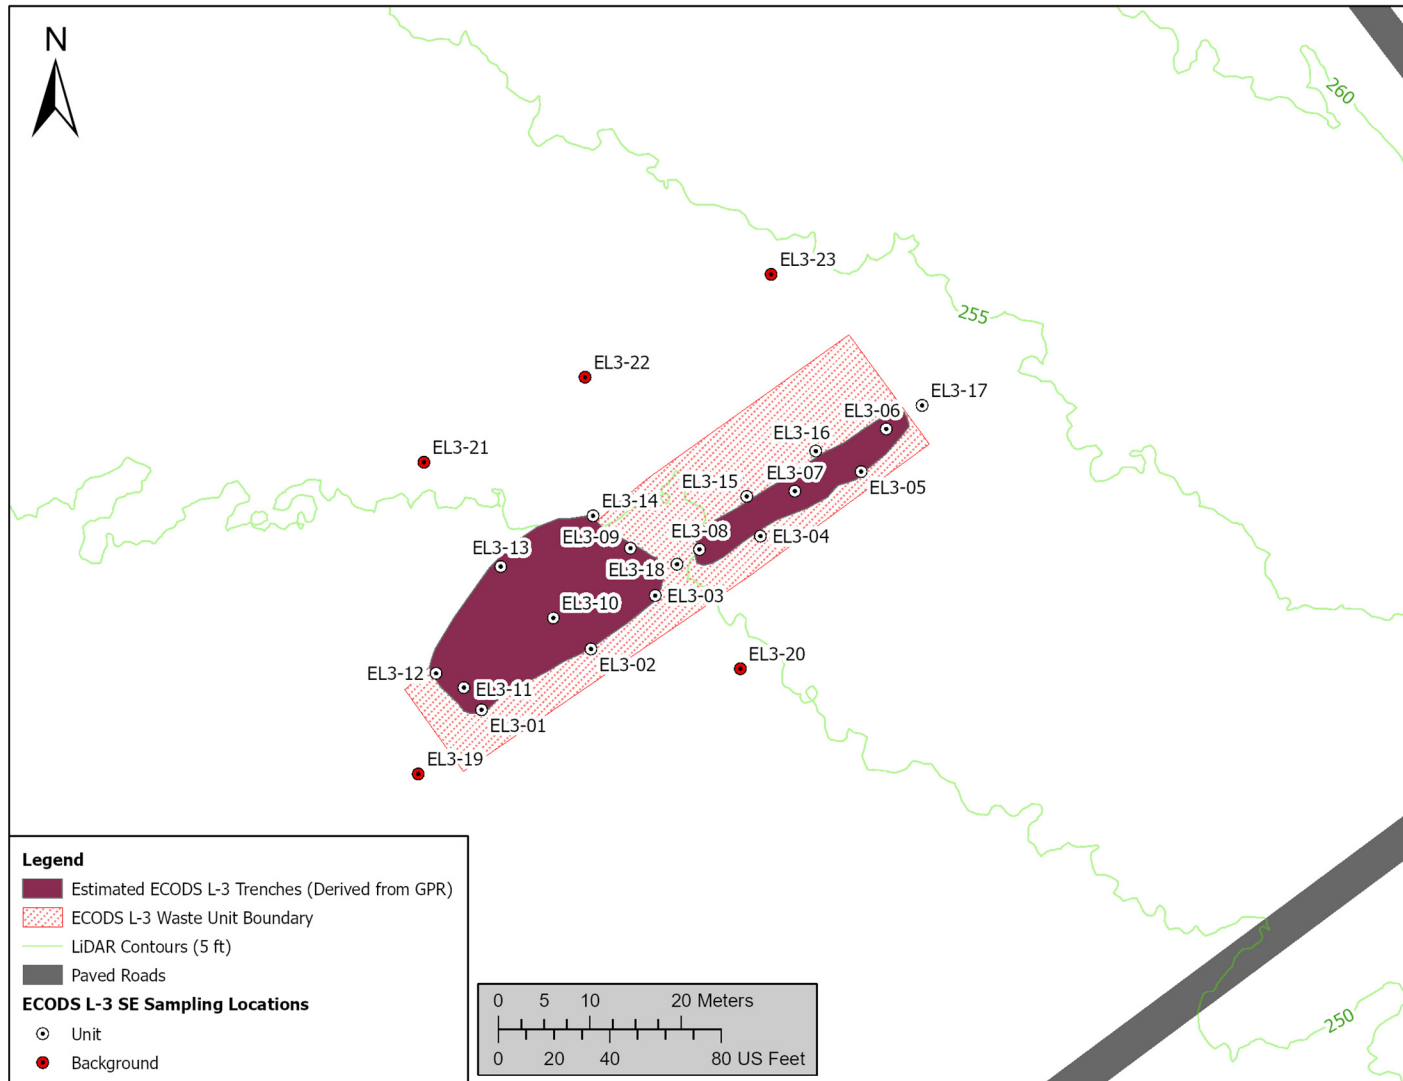 N
260
EL3-23
255
EL3-22
EL3-17
EL3-06
EL3-16
EL3-21
EL3-07
EL3-15
EL3-05
EL3-14
EL3-09
EL3-08
EL3-04
EL3-13
EL3-18
EL3-03
EL3-10
EL3-20
EL3-02
EL3-12
EL3-11
EL3-01
EL3-19
Legend
Estimated ECODS L-3 Trenches (Derived from GPR)
ECODS L-3 Waste Unit Boundary
LiDAR Contours (5 ft)
Paved Roads
ECODS L-3 SE Sampling Locations
Unit
Background
0 5 10 20 Meters
0 20 40 80 US Feet
250